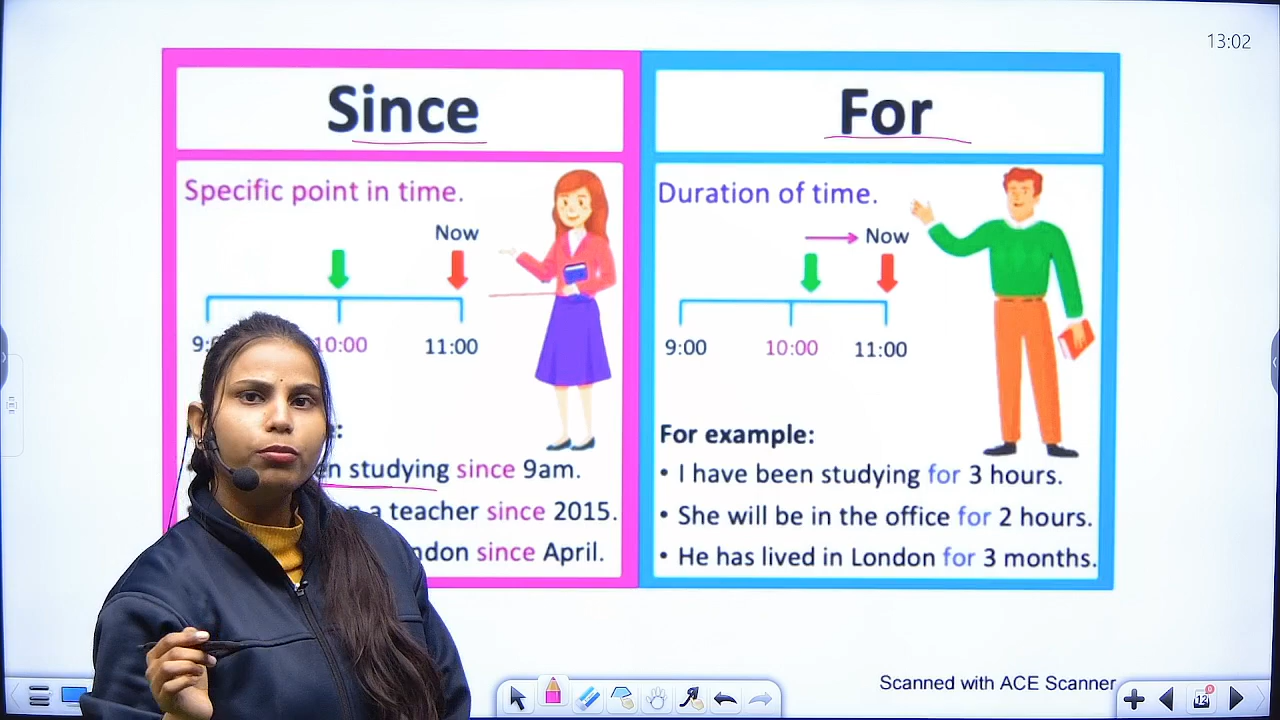 13:02
Since
For
Specific point in time.
Now
10:00
11:00
studying since 9am.
a teacher since 2015.
since April.
Duration of time.
Now
9:00
10:00
11:00
For example:
• I have been studying for 3 hours.
• She will be in the office for 2 hours.
• He has lived in London for 3 months.
Scanned with ACE Scanner
12